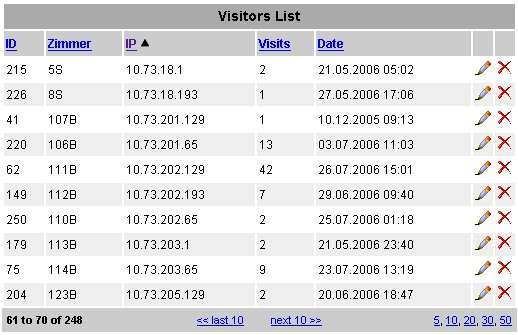 Visitors List
ID Zimmer IP ▲ Visits Date
215 5S 10.73.18.1 2 21.05.2006 05:02
226 8S 10.73.18.193 1 27.05.2006 17:06
41 107B 10.73.201.129 1 10.12.2005 09:13
220 106B 10.73.201.65 13 03.07.2006 11:03
62 111B 10.73.202.129 42 26.07.2006 15:01
149 112B 10.73.202.193 7 29.06.2006 09:40
250 110B 10.73.202.65 2 25.07.2006 01:18
179 113B 10.73.203.1 2 21.05.2006 23:40
75 114B 10.73.203.65 9 23.07.2006 13:19
204 123B 10.73.205.129 2 20.06.2006 18:47
61 to 70 of 248 << last 10 next 10 >> 5, 10, 20, 30, 50